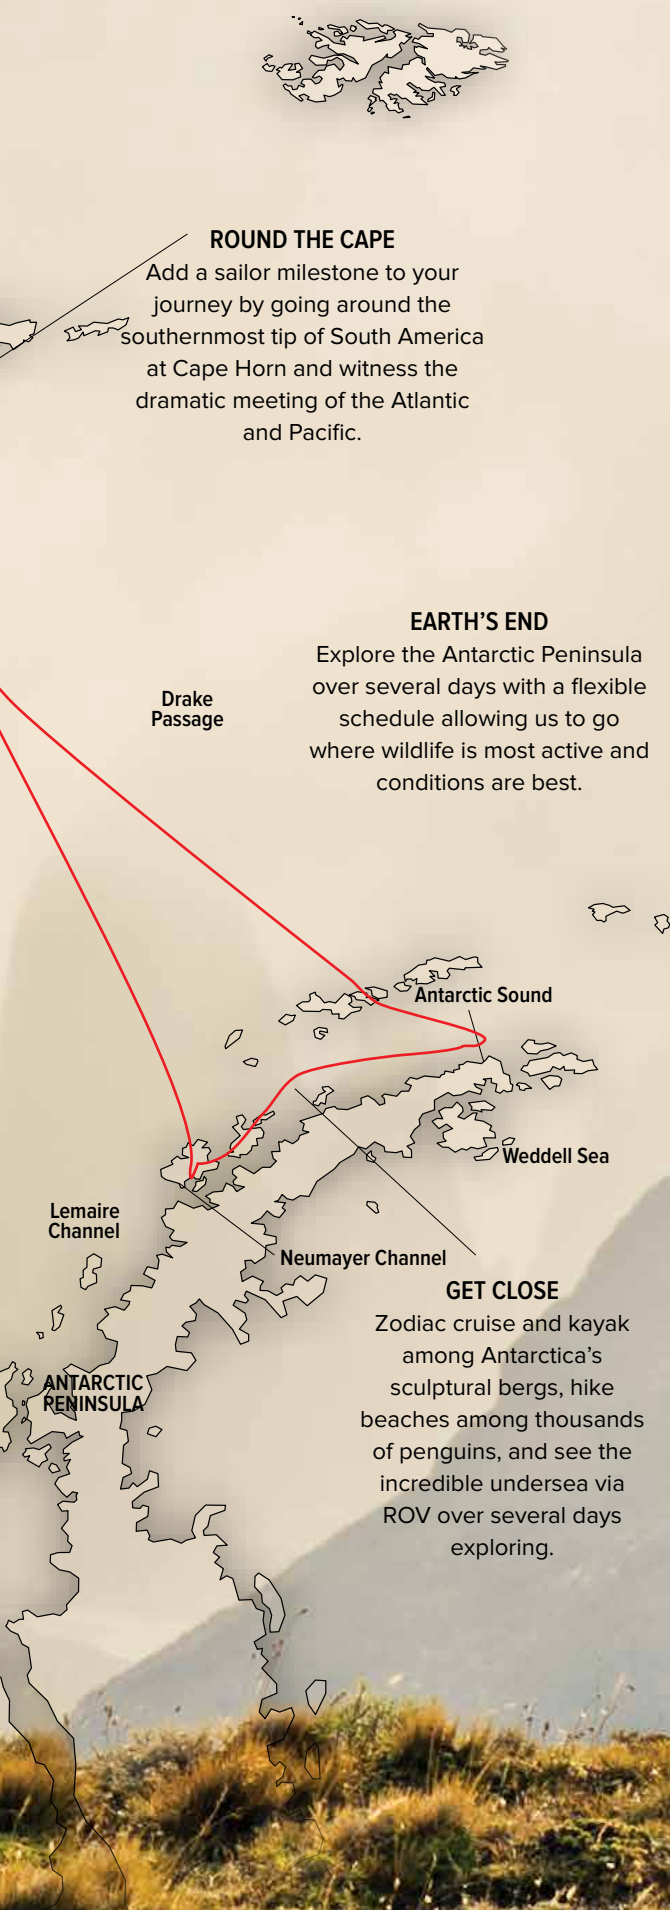 ROUND THE CAPE
Add a sailor milestone to your
journey by going around the
southernmost tip of South America
at Cape Horn and witness the
dramatic meeting of the Atlantic
and Pacific.
EARTH'S END
Explore the Antarctic Peninsula
over several days with a flexible
schedule allowing us to go
where wildlife is most active and
conditions are best.
Drake
Passage
Antarctic Sound
Weddell Sea
Lemaire
Channel
Neumayer Channel
GET CLOSE
Zodiac cruise and kayak
among Antarctica's
sculptural bergs, hike
beaches among thousands
of penguins, and see the
incredible undersea via
ROV over several days
exploring.
ANTARCTIC
PENINSULA